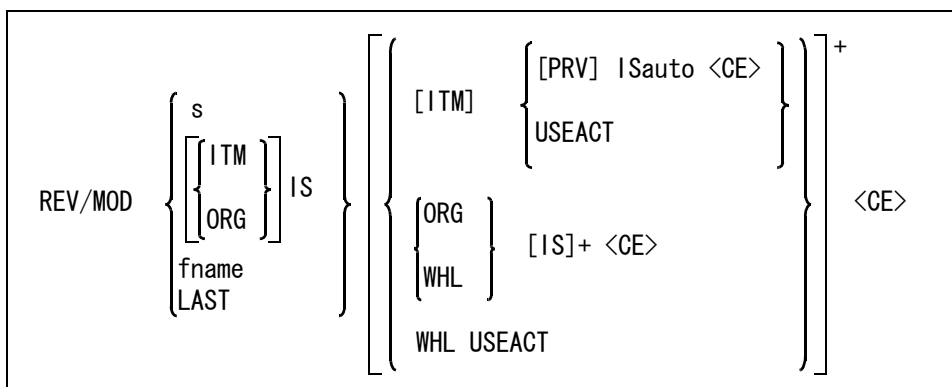 REV/MOD
s
ITM
ORG
IS
fname
LAST
[ITM]
[PRV] ISauto <CE>
USEACT
ORG
WHL
[IS]+ <CE>
WHL USEACT
+
<CE>